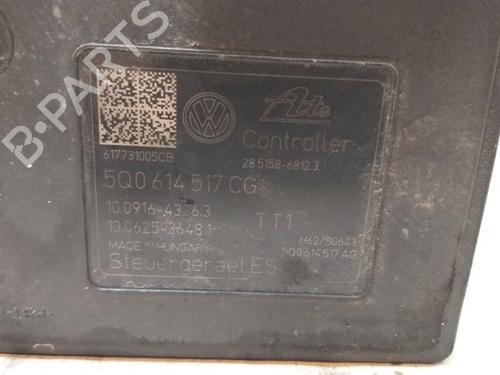 B-PARTS
Ate
Controller
617731005CB
28.5158-6812.3
5Q0 614 517 CG
10.0916-4326.3
TT1
10.0625-3648.1
H62/S0643
MADE IN HUNGARY
5Q0 614 517 AG
Steuergeraet ES